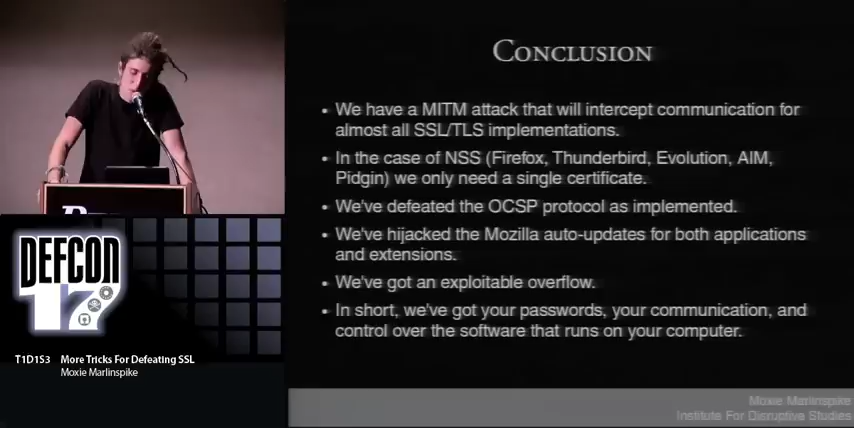 CONCLUSION
• We have a MITM attack that will intercept communication for
almost all SSL/TLS implementations.
• In the case of NSS (Firefox, Thunderbird, Evolution, AIM,
Pidgin) we only need a single certificate.
• We've defeated the OCSP protocol as implemented.
• We've hijacked the Mozilla auto-updates for both applications
and extensions.
• We've got an exploitable overflow.
• In short, we've got your passwords, your communication, and
control over the software that runs on your computer.
Moxie Marlinspike
Institute For Disruptive Studies
DEFCON
17
T1D1S3 More Tricks For Defeating SSL
Moxie Marlinspike